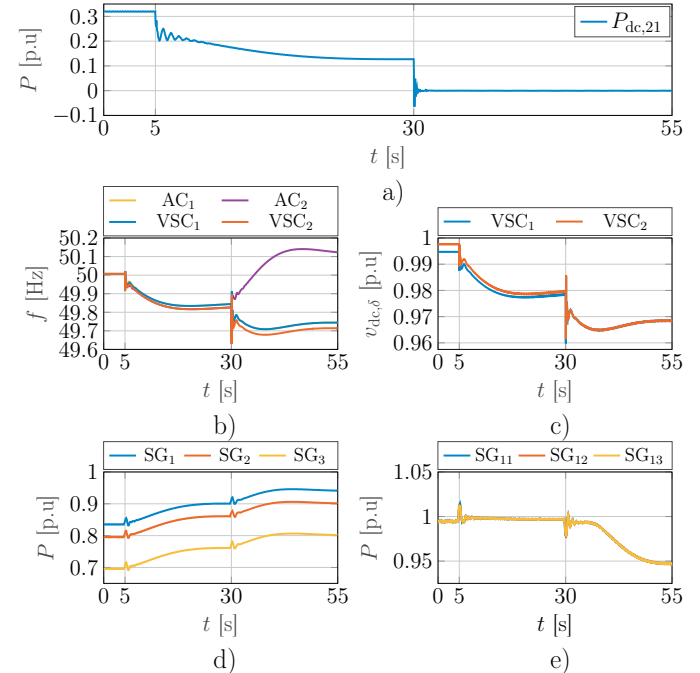 0.3
0.2
0.1
0
−0.1
P [p.u]
P_dc,21
0 5 30 55
t [s]
a)
AC_1 AC_2
VSC_1 VSC_2
50.2
50.1
50
49.9
49.8
49.7
49.6
f [Hz]
0 5 30 55
t [s]
b)
VSC_1 VSC_2
1
0.99
0.98
0.97
0.96
v_dc,δ [p.u]
0 5 30 55
t [s]
c)
SG_1 SG_2 SG_3
1
0.9
0.8
0.7
P [p.u]
0 5 30 55
t [s]
d)
SG_11 SG_12 SG_13
1.05
1
0.95
P [p.u]
0 5 30 55
t [s]
e)